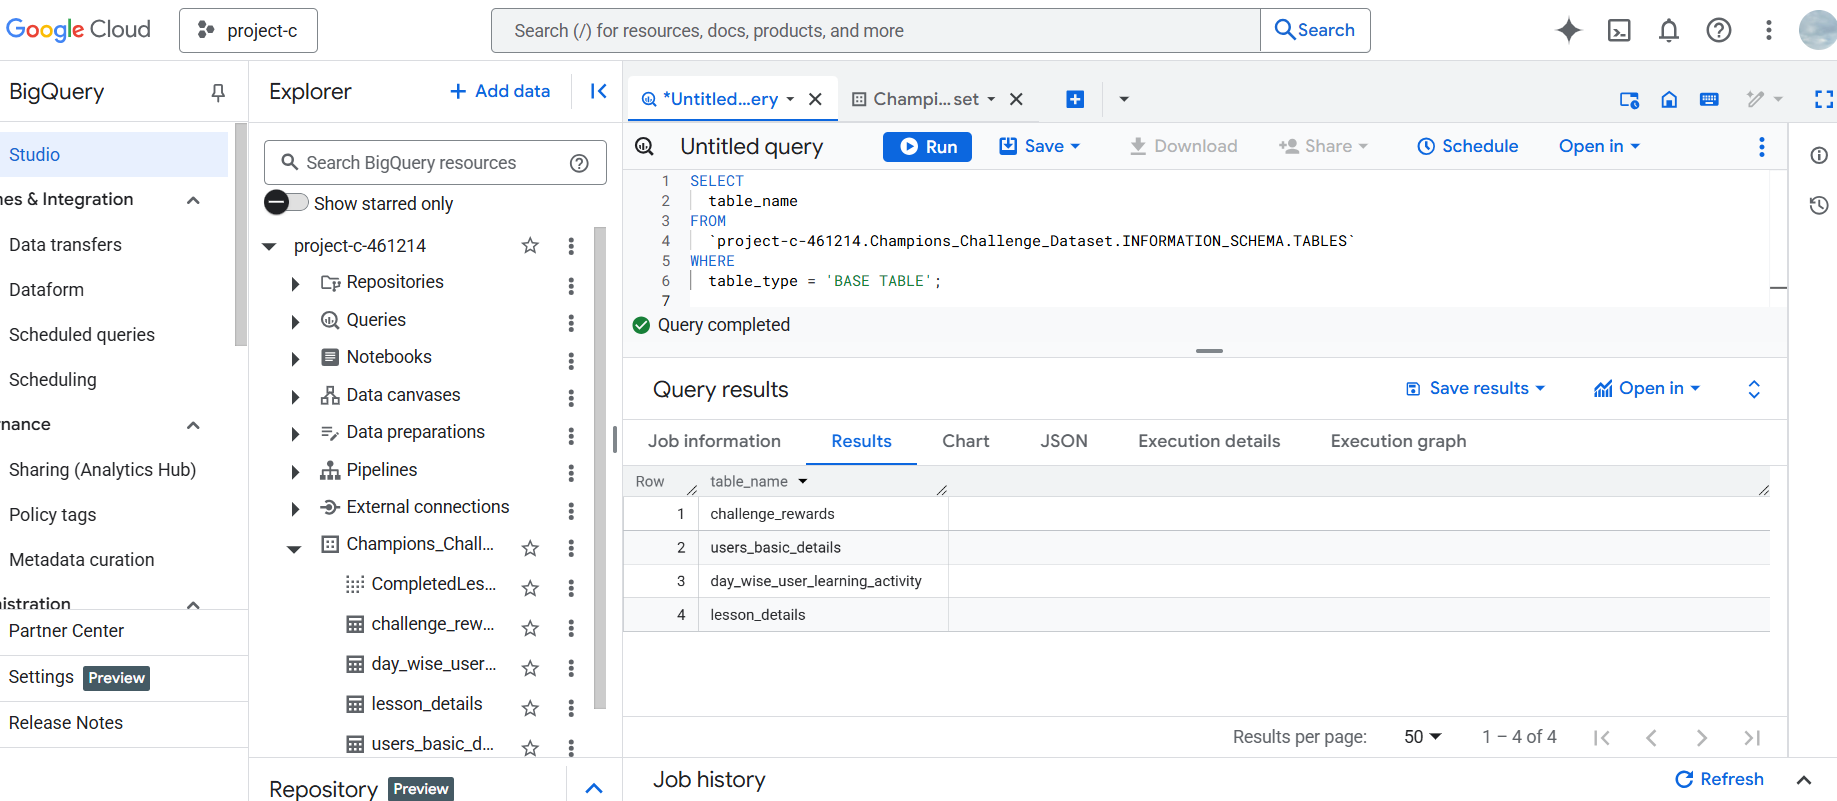 Google Cloud
project-c
Search (/) for resources, docs, products, and more
Search
BigQuery
Studio
nes & Integration
Data transfers
Dataform
Scheduled queries
Scheduling
nance
Sharing (Analytics Hub)
Policy tags
Metadata curation
istration
Partner Center
Settings Preview
Release Notes
Explorer
+ Add data
Search BigQuery resources
Show starred only
project-c-461214
Repositories
Queries
Notebooks
Data canvases
Data preparations
Pipelines
External connections
Champions_Chall...
CompletedLes...
challenge_rew...
day_wise_user...
lesson_details
users_basic_d...
Repository Preview
*Untitled...ery
Champi...set
Untitled query
Run
Save
Download
Share
Schedule
Open in
1 SELECT
2 table_name
3 FROM
4 `project-c-461214.Champions_Challenge_Dataset.INFORMATION_SCHEMA.TABLES`
5 WHERE
6 table_type = 'BASE TABLE';
7
Query completed
Query results
Save results
Open in
Job information
Results
Chart
JSON
Execution details
Execution graph
Row table_name
1 challenge_rewards
2 users_basic_details
3 day_wise_user_learning_activity
4 lesson_details
Results per page: 50 1 – 4 of 4
Job history
Refresh